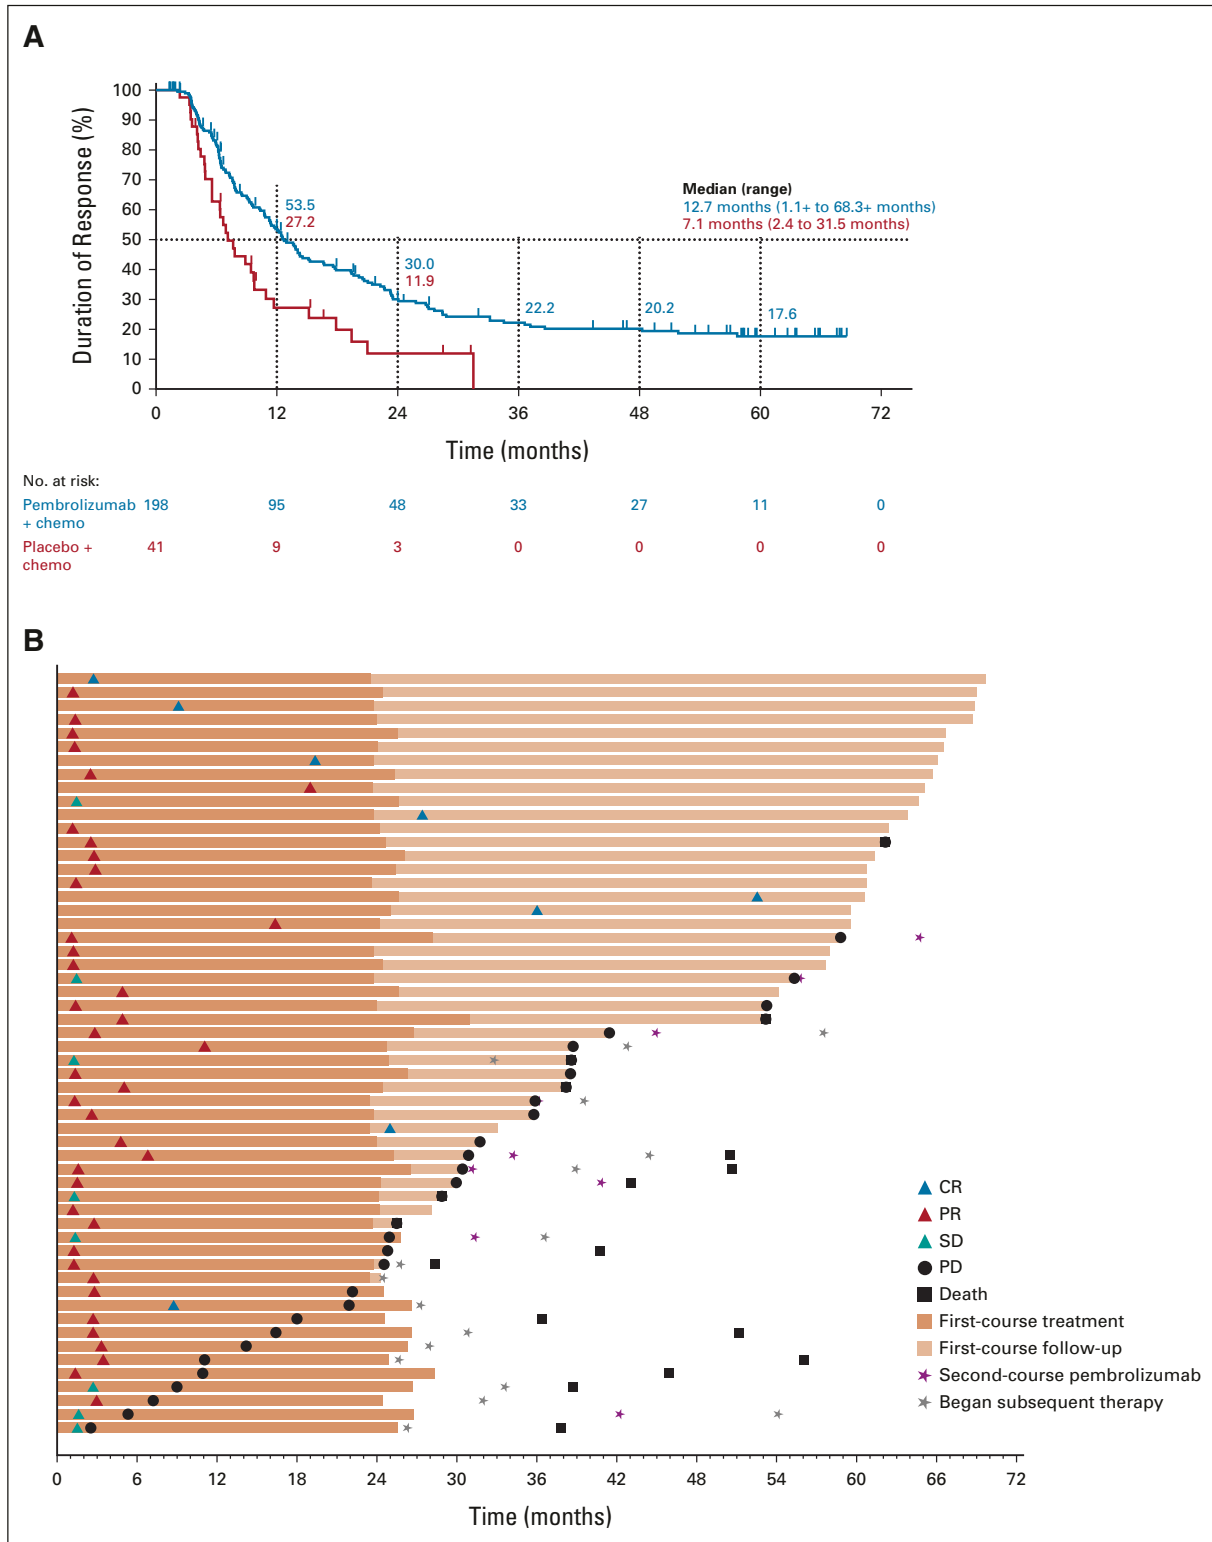 A
Duration of Response (%)
100
90
80
70
60
50
40
30
20
10
0
53.5
27.2
30.0
11.9
22.2
20.2
17.6
Median (range)
12.7 months (1.1+ to 68.3+ months)
7.1 months (2.4 to 31.5 months)
0 12 24 36 48 60 72
Time (months)
No. at risk:
Pembrolizumab 198 95 48 33 27 11 0
+ chemo
Placebo + 41 9 3 0 0 0 0
chemo
B
CR
PR
SD
PD
Death
First-course treatment
First-course follow-up
Second-course pembrolizumab
Began subsequent therapy
0 6 12 18 24 30 36 42 48 54 60 66 72
Time (months)